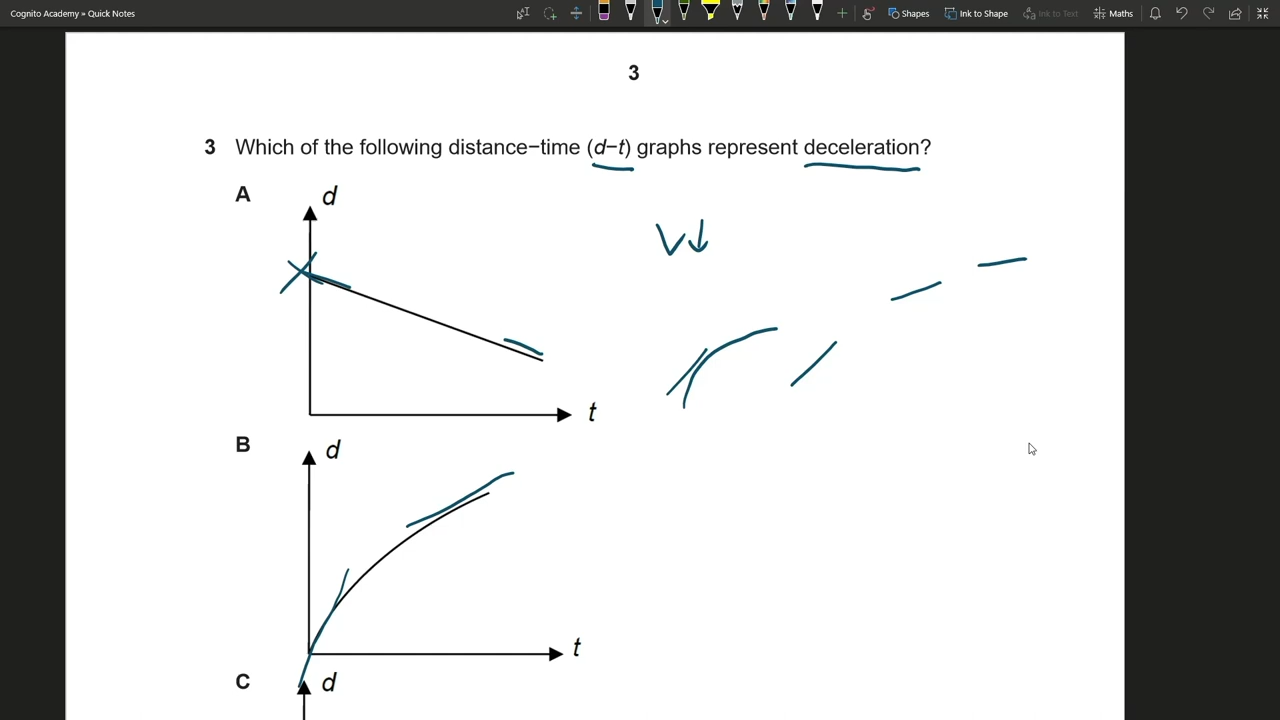 Cognito Academy » Quick Notes
Shapes
Ink to Shape
Ink to Text
Maths
3
3 Which of the following distance−time (d−t) graphs represent deceleration?
A
d
V↓
t
B
d
t
C
d